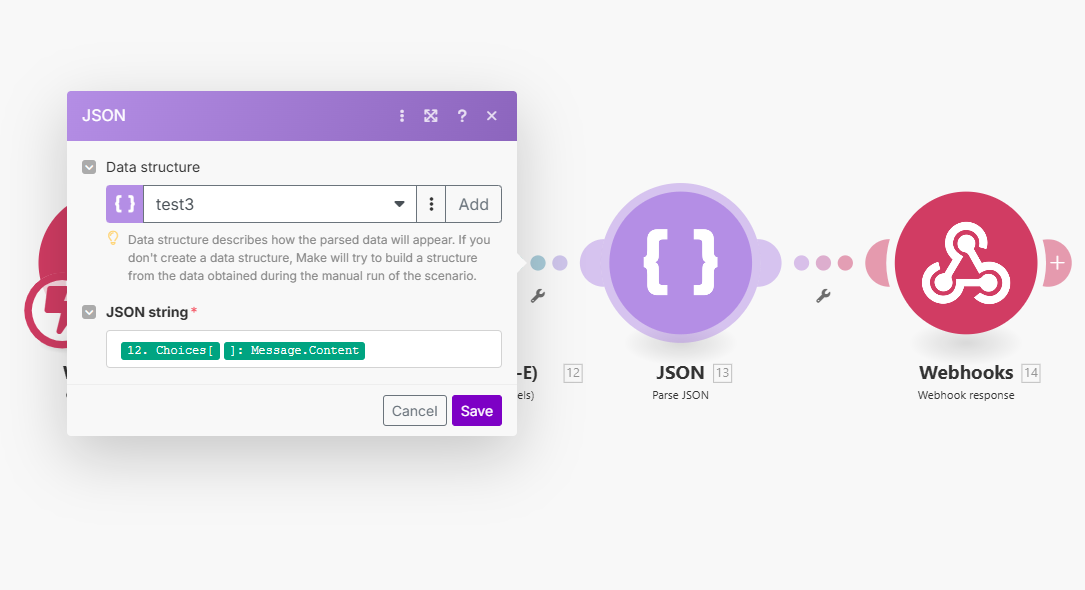 JSON
?
Data structure
test3
Add
Data structure describes how the parsed data will appear. If you
don't create a data structure, Make will try to build a structure
from the data obtained during the manual run of the scenario.
JSON string*
12. Choices[ ]: Message.Content
Cancel
Save
-E)
12
els)
JSON 13
Parse JSON
Webhooks 14
Webhook response